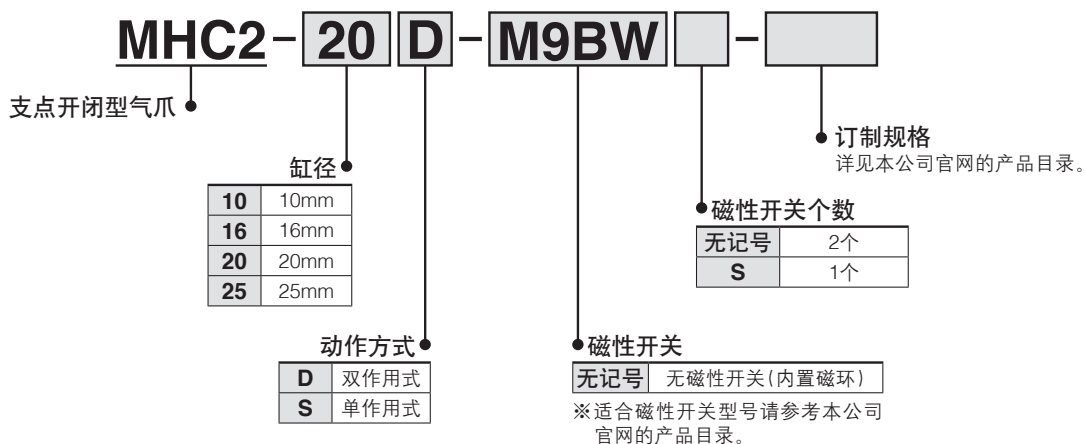 MHC2-20 D-M9BW -
支点开闭型气爪
订制规格
详见本公司官网的产品目录。
缸径
10 10mm
16 16mm
20 20mm
25 25mm
磁性开关个数
无记号 2个
S 1个
动作方式
D 双作用式
S 单作用式
磁性开关
无记号 无磁性开关(内置磁环)
※适合磁性开关型号请参考本公司
官网的产品目录。